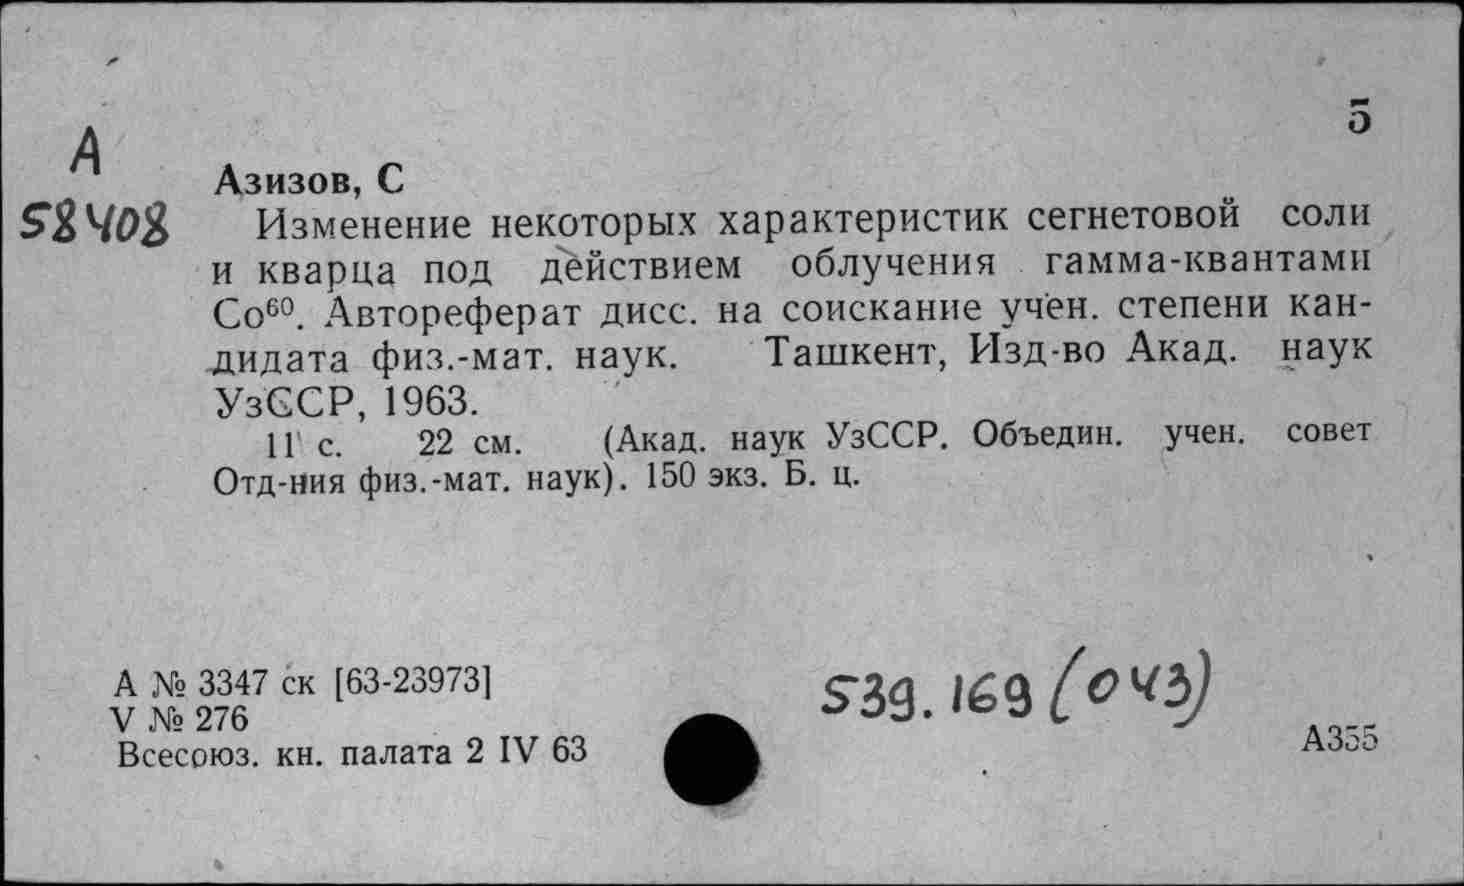 5
А
58408
Азизов, С
Изменение некоторых характеристик сегнетовой соли
и кварца под действием облучения гамма-квантами
Со⁶⁰. Автореферат дисс. на соискание учен. степени кан-
дидата физ.-мат. наук. Ташкент, Изд-во Акад. наук
УзССР, 1963.
11 с. 22 см. (Акад. наук УзССР. Объедин. учен. совет
Отд-ния физ.-мат. наук). 150 экз. Б. ц.
А № 3347 ск [63-23973]
V № 276
Всесоюз. кн. палата 2 IV 63
539.169 (043)
А355